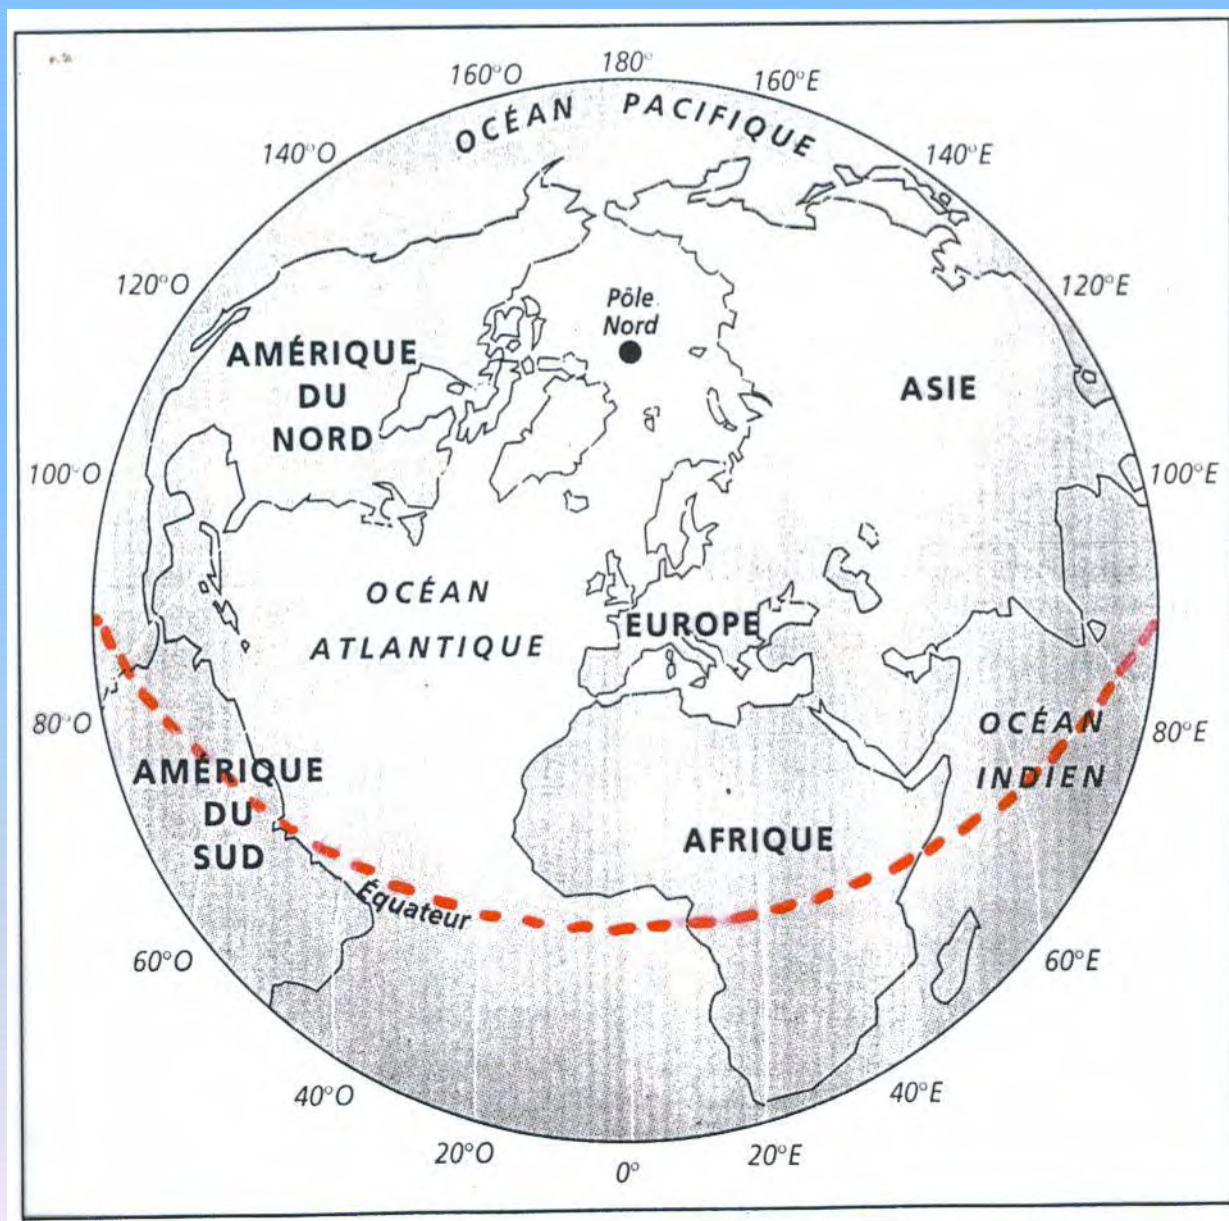 180°
160°O
160°E
OCÉAN PACIFIQUE
140°O
140°E
120°O
120°E
Pôle
Nord
AMÉRIQUE
DU
NORD
ASIE
100°O
100°E
OCÉAN
ATLANTIQUE
EUROPE
80°O
80°E
OCÉAN
INDIEN
AMÉRIQUE
DU
SUD
AFRIQUE
Équateur
60°O
60°E
40°O
40°E
20°O
20°E
0°